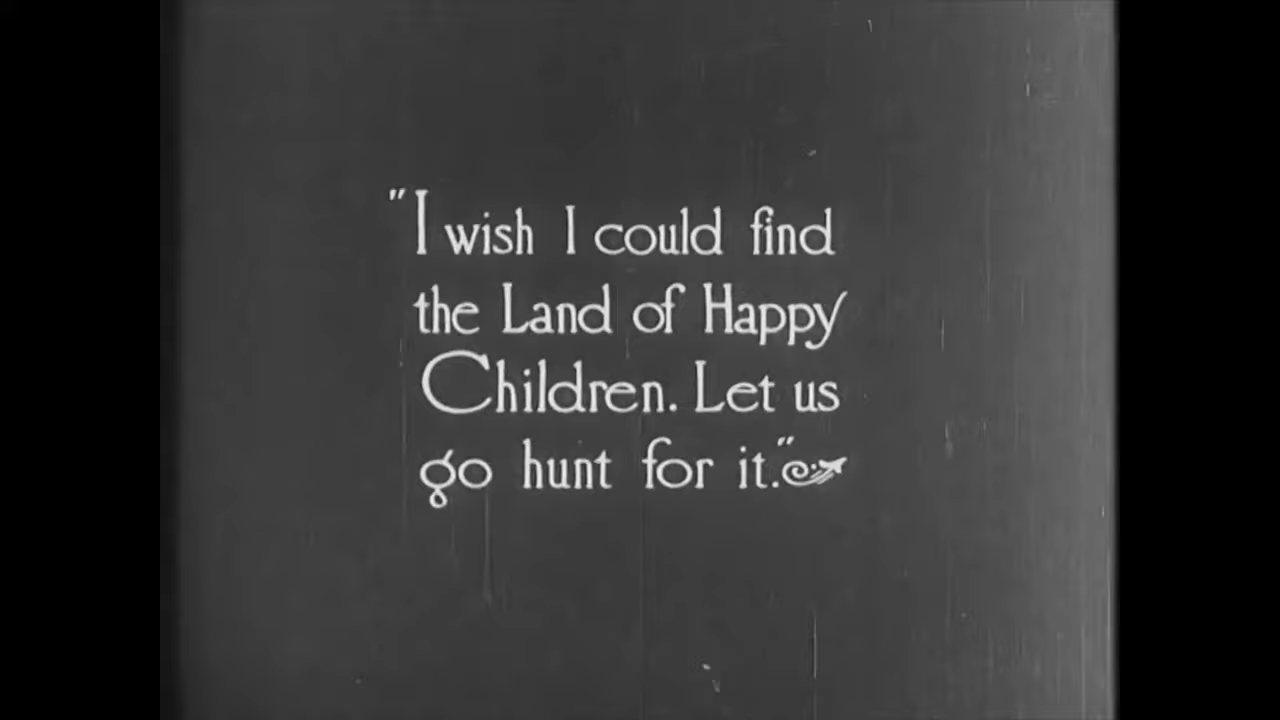 "I wish I could find
the Land of Happy
Children. Let us
go hunt for it."